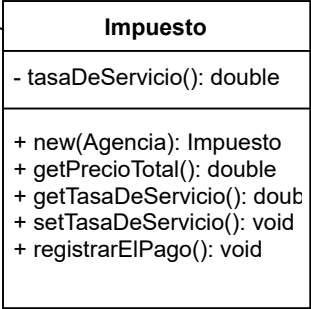 Impuesto
- tasaDeServicio(): double
+ new(Agencia): Impuesto
+ getPrecioTotal(): double
+ getTasaDeServicio(): doub
+ setTasaDeServicio(): void
+ registrarElPago(): void